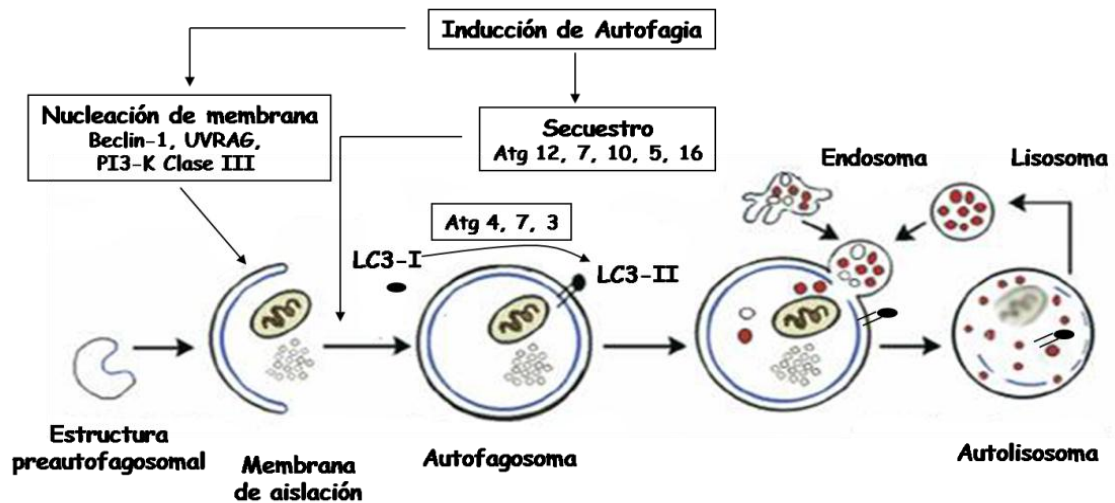 Inducción de Autofagia
Nucleación de membrana
Beclin-1, UVRAG,
PI3-K Clase III
Secuestro
Atg 12, 7, 10, 5, 16
Endosoma
Lisosoma
Atg 4, 7, 3
LC3-I
LC3-II
Estructura
preautofagosomal
Membrana
de aislación
Autofagosoma
Autolisosoma